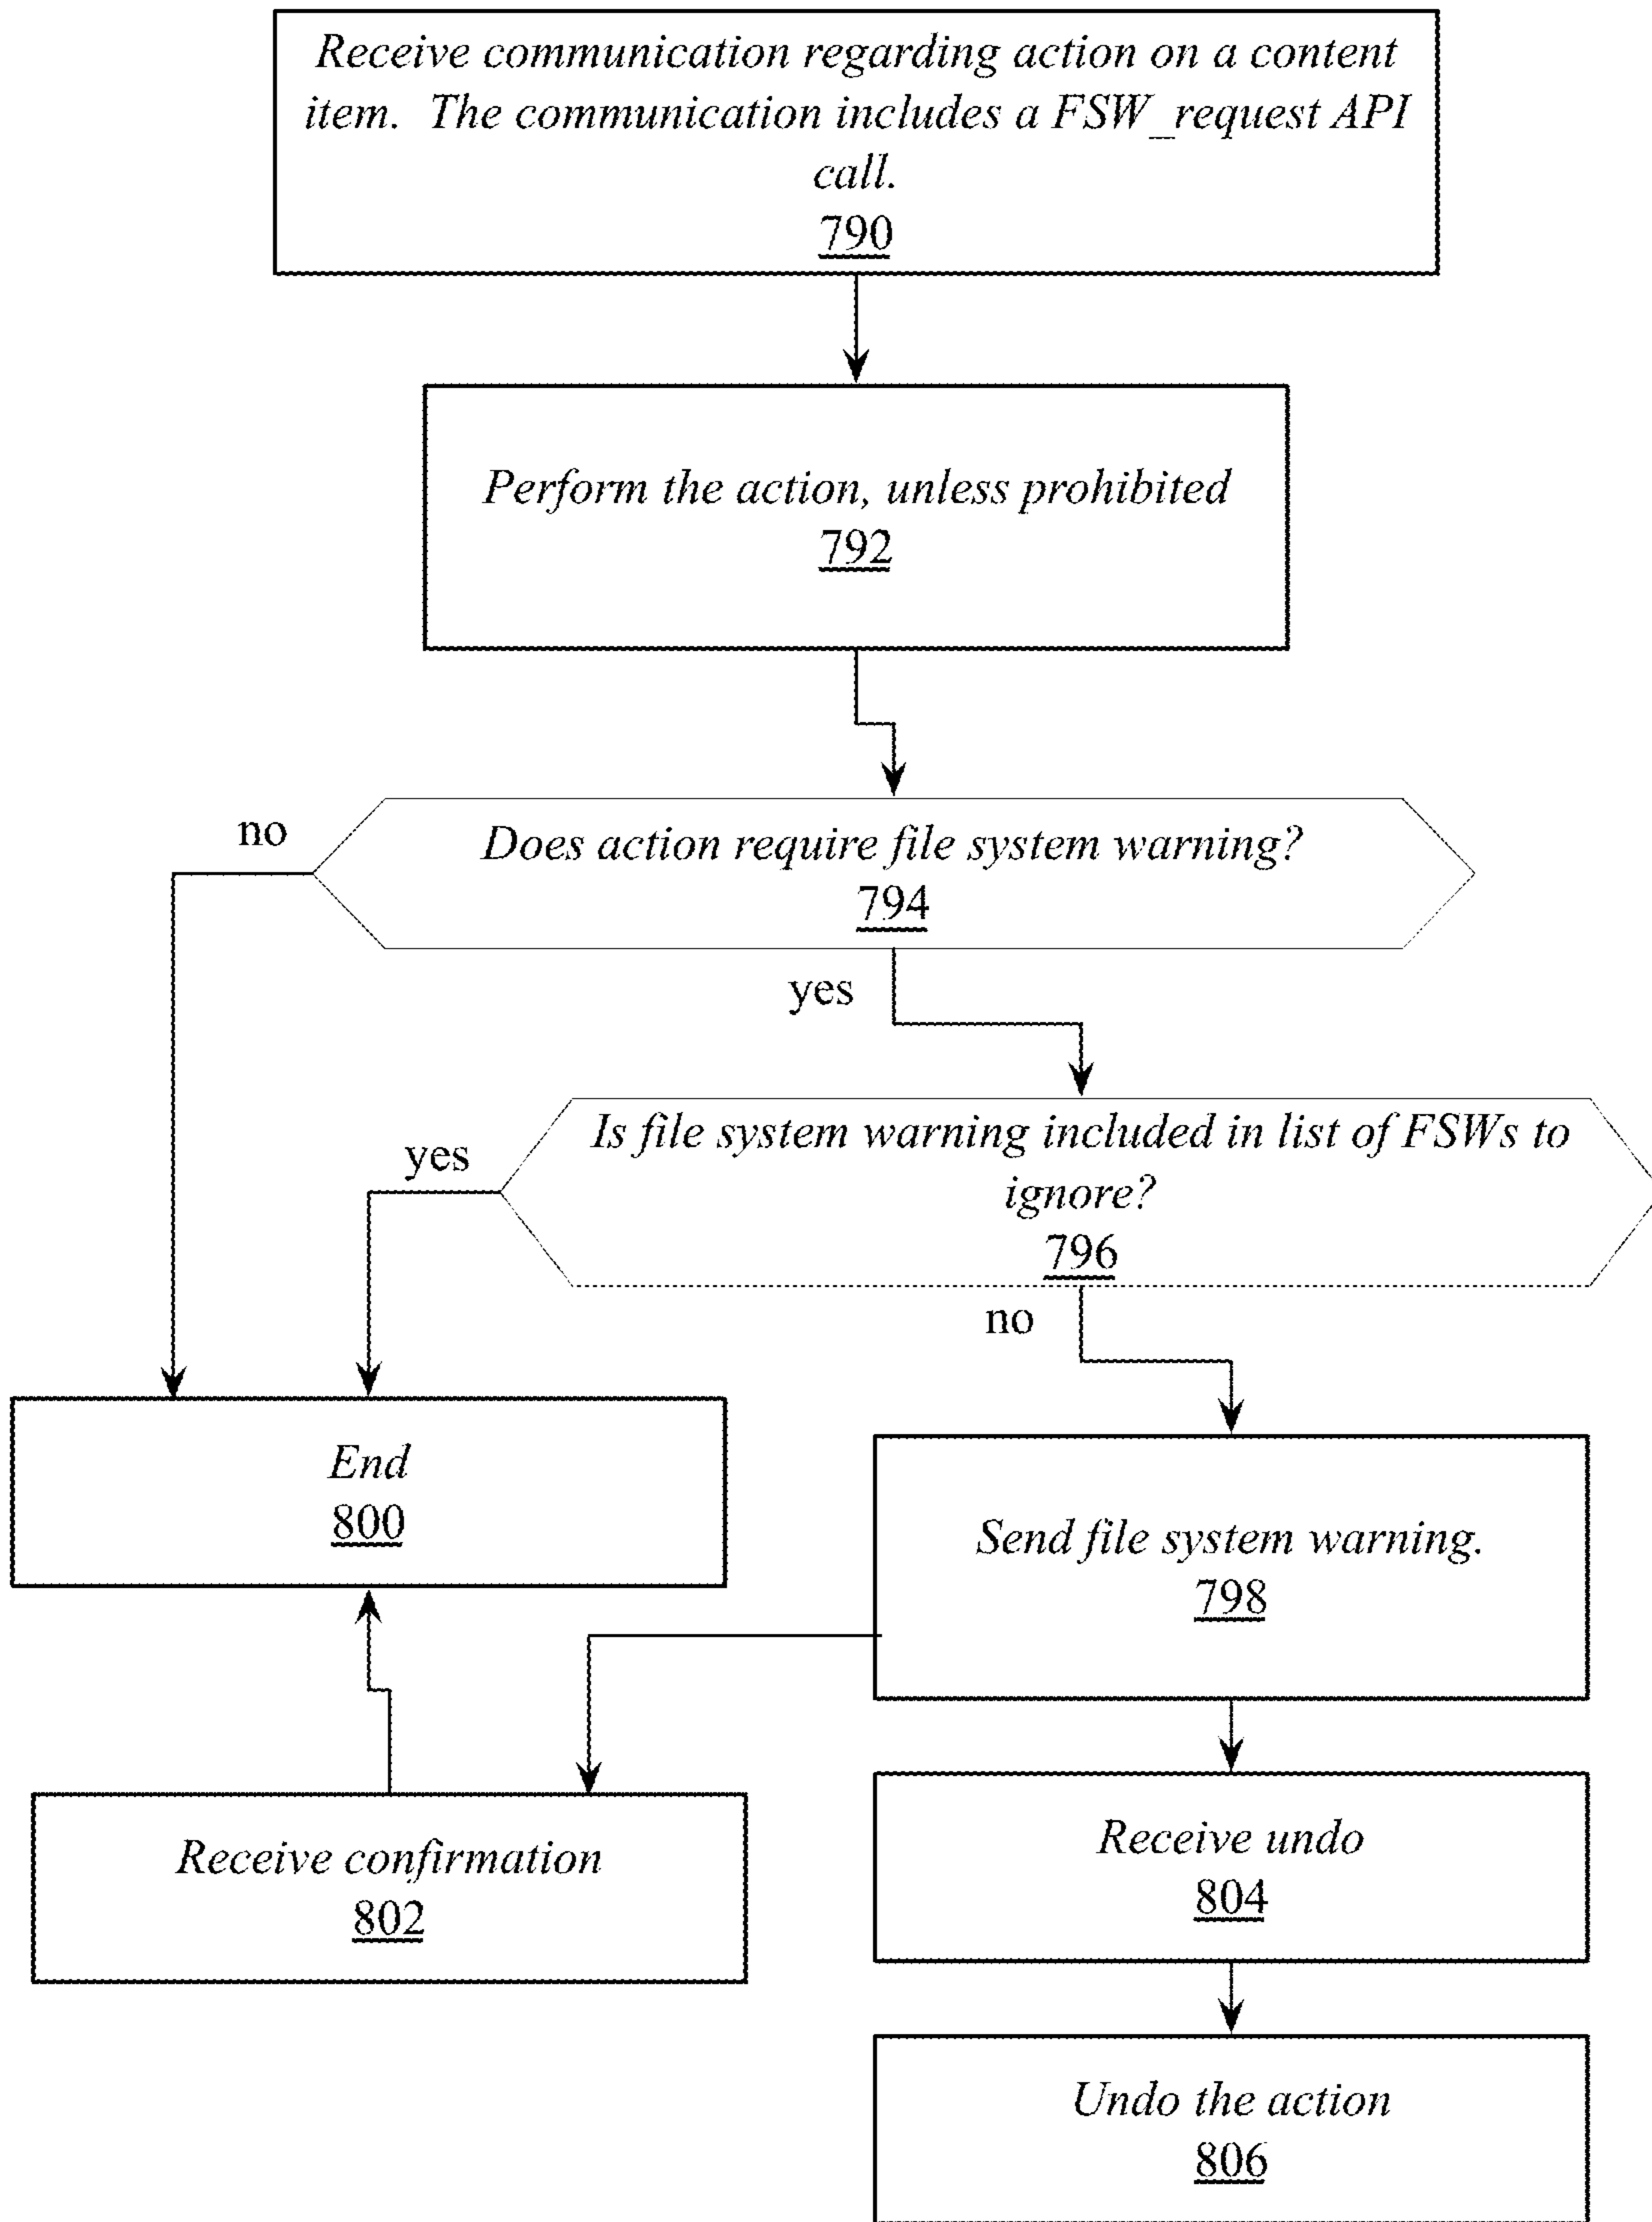 Receive communication regarding action on a content
item. The communication includes a FSW_request API
call.
790
Perform the action, unless prohibited
792
no
Does action require file system warning?
794
yes
yes
Is file system warning included in list of FSWs to
ignore?
796
no
End
800
Send file system warning.
798
Receive confirmation
802
Receive undo
804
Undo the action
806